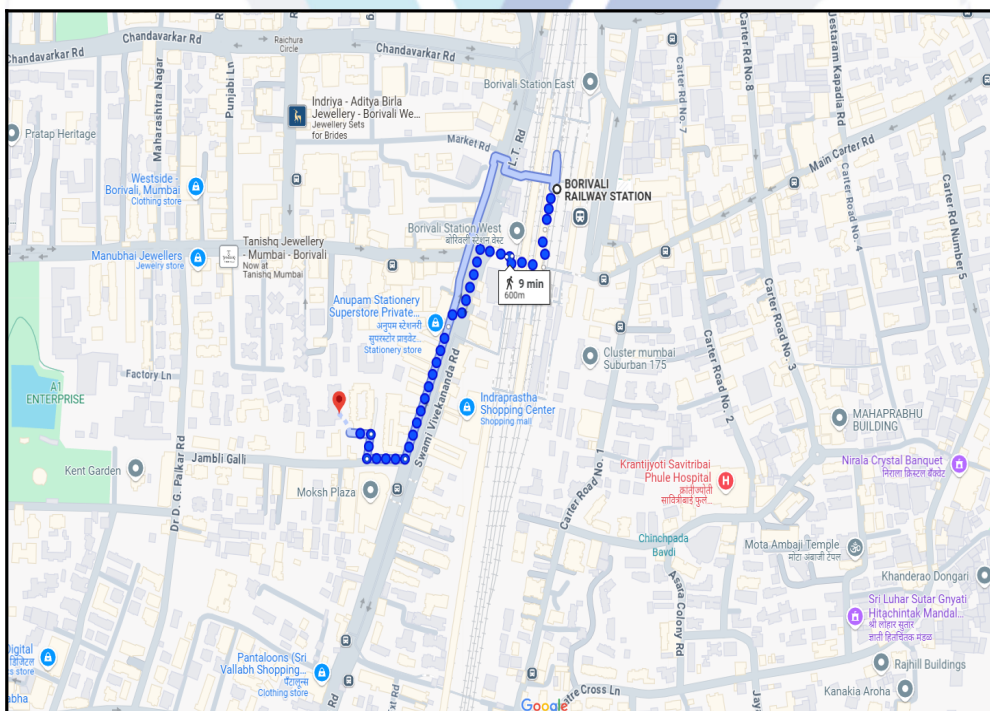 Chandavarkar Rd
Chandavarkar Rd
Raichura
Circle
Chandavarkar Rd
Jestaram Kapadia Rd
Carter Rd No.8
Borivali Station East
Maharashtra Nagar
Punjabi Ln
Indriya - Aditya Birla
Jewellery - Borivali We...
Jewellery Sets
for Brides
L.T. Rd
Carter Rd No. 7
Pratap Heritage
Market Rd
Main Carter Rd
Westside -
Borivali, Mumbai
Clothing store
BORIVALI
RAILWAY STATION
Carter Road No. 4
Carter Rd Number 5
Borivali Station West
बोरिवली स्टेशन वेस्ट
Tanishq Jewellery
- Mumbai - Borivali
Now at
Tanishq Mumbai
Manubhai Jewellers
Jewelry store
9 min
600m
Anupam Stationery
Superstore Private...
अनुपम स्टेशनरी
सुपरस्टोर प्राइवेट...
Stationery store
Carter Road No. 3
Swami Vivekananda Rd
Cluster mumbai
Suburban 175
Carter Road No. 2
Factory Ln
A1
ENTERPRISE
Indraprastha
Shopping Center
Shopping mall
MAHAPRABHU
BUILDING
Dr D. G. Palkar Rd
Jambli Galli
Kent Garden
Moksh Plaza
Carter Road No. 1
Krantijyoti Savitribai
Phule Hospital
क्रांतीज्योती
सावित्रीबाई फुले...
Nirala Crystal Banquet
निराला क्रिस्टल बँक्वेट
Chinchpada
Bavdi
Mota Ambaji Temple
मोटा अंबाजी टेंपल
Khanderao Dongari
Asara Colony Rd
Sri Luhar Sutar Gnyati
Hitachintak Mandal...
श्री लोहार सुतार
ज्ञाती हितचिंतक मंडळ
Digital
डिजिटल
Pantaloons (Sri
Vallabh Shopping...
पँटालून्स
Clothing store
Rajhill Buildings
Kanakia Aroha
Rd
Google